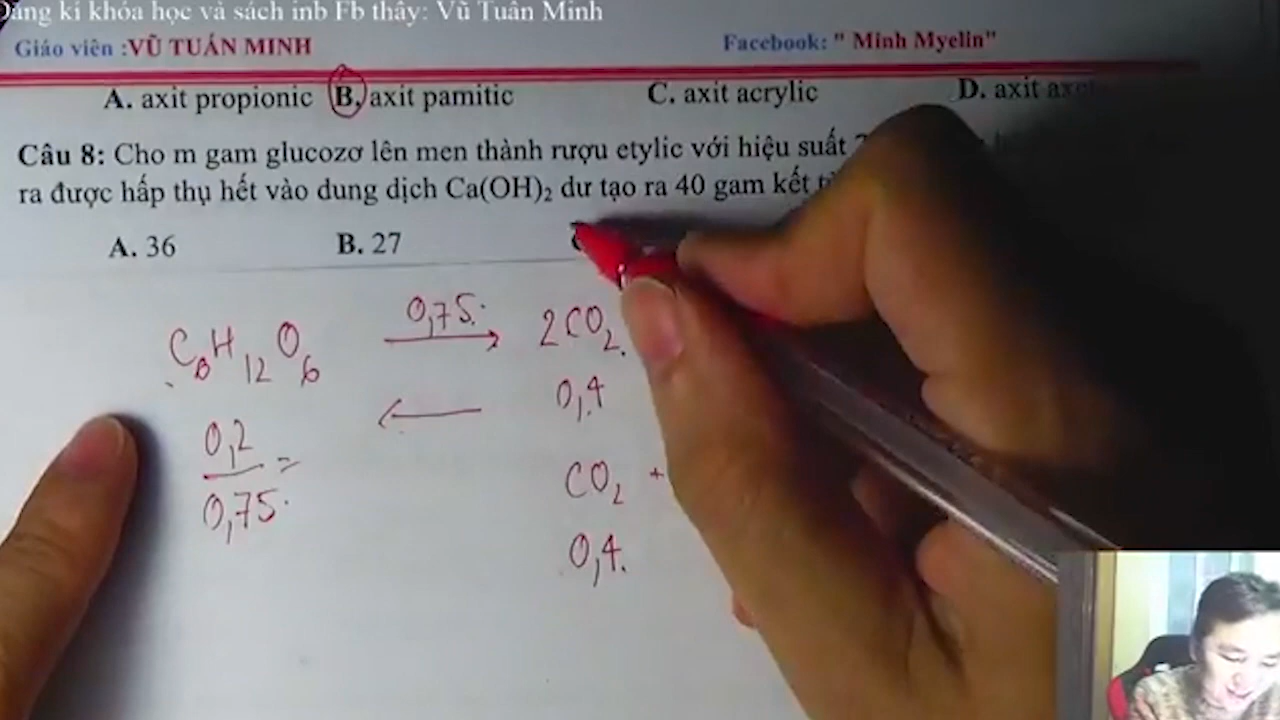 Đăng kí khóa học và sách inb Fb thầy: Vũ Tuấn Minh
Giáo viên :VŨ TUẤN MINH Facebook: " Minh Myelin"
A. axit propionic B. axit pamitic C. axit acrylic D. axit
Câu 8: Cho m gam glucozơ lên men thành rượu etylic với hiệu suất
ra được hấp thụ hết vào dung dịch Ca(OH)₂ dư tạo ra 40 gam kết
A. 36 B. 27
C₆H₁₂O₆ 0,75. → 2CO₂
0,4
←
0,2
0,75. =
CO₂ +
0,4.